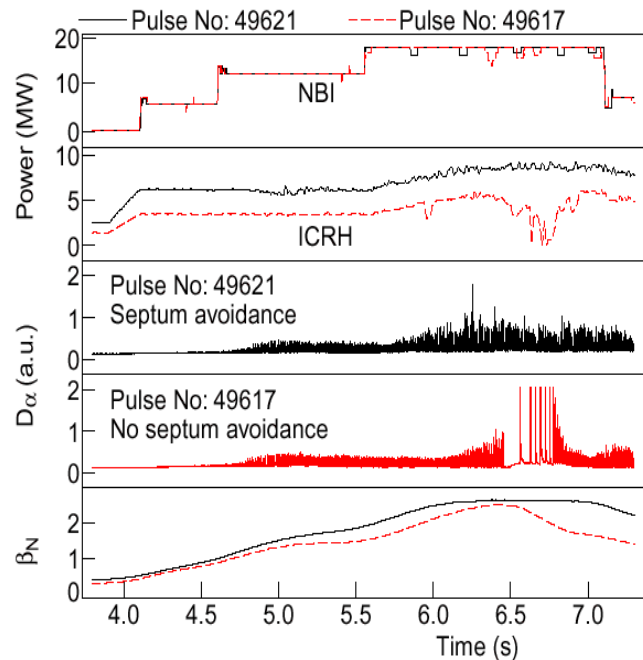 Pulse No: 49621 Pulse No: 49617
20
10
0
NBI
Power (MW)
10
5
0
ICRH
Pulse No: 49621
Septum avoidance
2
1
0
Dα (a.u.)
Pulse No: 49617
No septum avoidance
2
1
0
βN
2
1
0
4.0 4.5 5.0 5.5 6.0 6.5 7.0
Time (s)